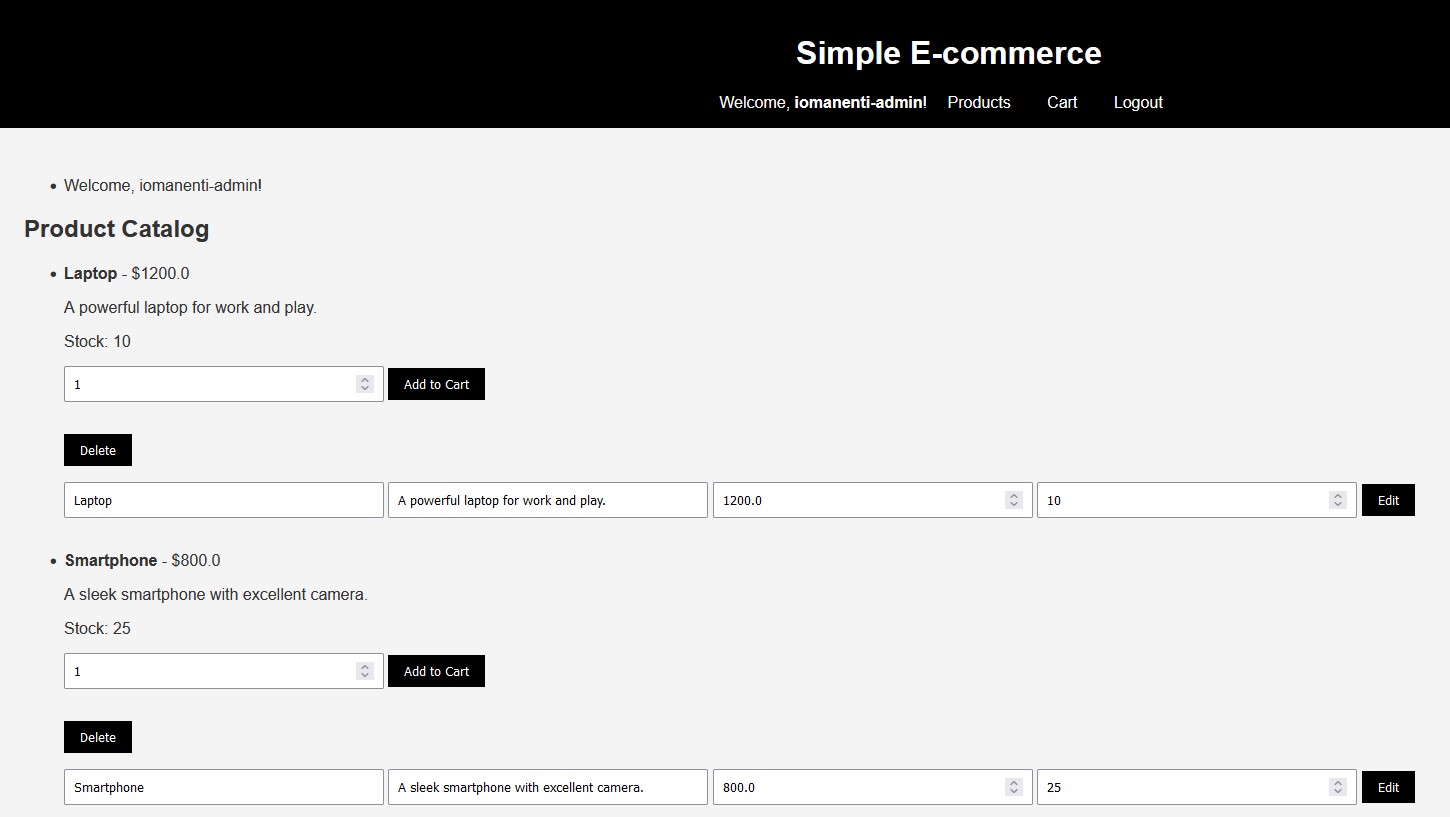 Simple E-commerce
Welcome, iomanenti-admin! Products Cart Logout
Welcome, iomanenti-admin!
Product Catalog
Laptop - $1200.0
A powerful laptop for work and play.
Stock: 10
1 Add to Cart
Delete
Laptop A powerful laptop for work and play. 1200.0 10 Edit
Smartphone - $800.0
A sleek smartphone with excellent camera.
Stock: 25
1 Add to Cart
Delete
Smartphone A sleek smartphone with excellent camera. 800.0 25 Edit